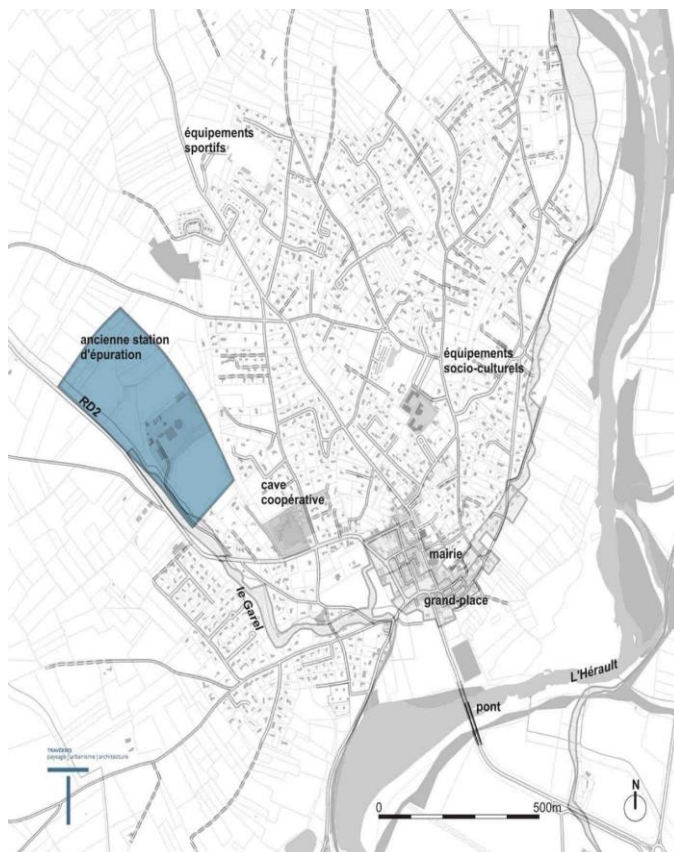 équipements
sportifs
ancienne station
d'épuration
RD2
équipements
socio-culturels
cave
coopérative
mairie
grand-place
le Garel
L'Hérault
pont
TRAVERSES
paysage | urbanisme | architecture
0
500m
N